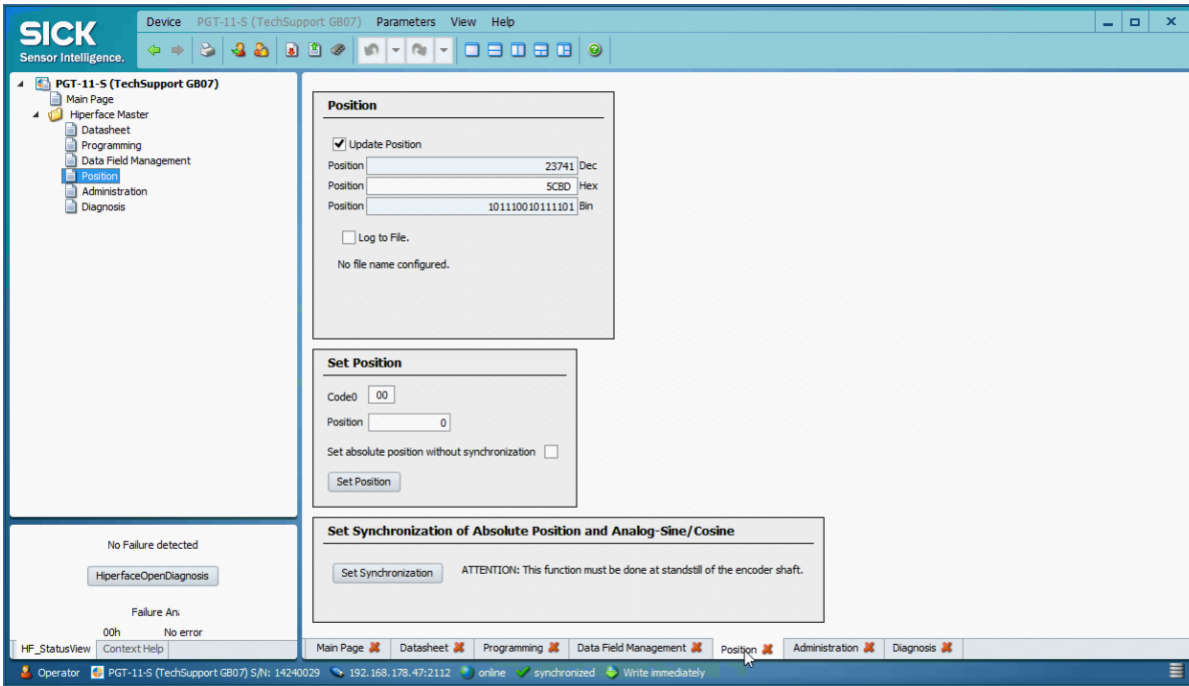 SICK
Sensor Intelligence.
Device PGT-11-S (TechSupport GB07) Parameters View Help
PGT-11-S (TechSupport GB07)
Main Page
Hiperface Master
Datasheet
Programming
Data Field Management
Position
Administration
Diagnosis
Position
Update Position
Position 23741 Dec
Position 5CBD Hex
Position 101110010111101 Bin
Log to File.
No file name configured.
Set Position
Code0 00
Position 0
Set absolute position without synchronization
Set Position
Set Synchronization of Absolute Position and Analog-Sine/Cosine
Set Synchronization ATTENTION: This function must be done at standstill of the encoder shaft.
No Failure detected
HiperfaceOpenDiagnosis
Failure An
00h No error
HF_StatusView Context Help
Main Page Datasheet Programming Data Field Management Position Administration Diagnosis
Operator PGT-11-S (TechSupport GB07) S/N: 14240029 192.168.178.47:2112 online synchronized Write immediately